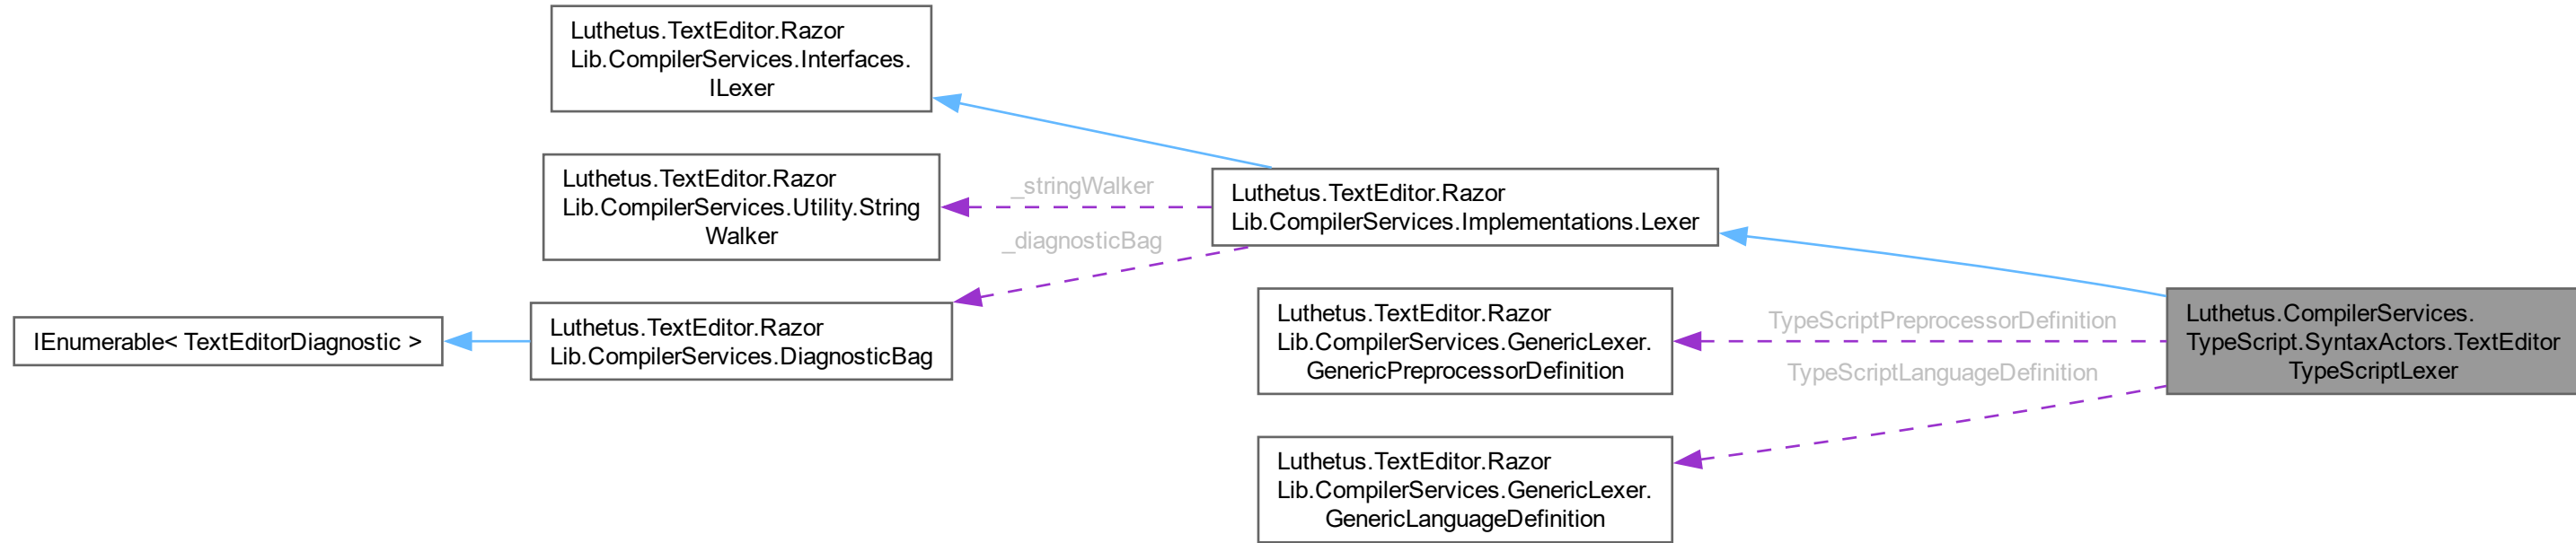 Luthetus.TextEditor.Razor
Lib.CompilerServices.Interfaces.
ILexer
Luthetus.TextEditor.Razor
Lib.CompilerServices.Utility.String
Walker
_stringWalker
_diagnosticBag
Luthetus.TextEditor.Razor
Lib.CompilerServices.Implementations.Lexer
IEnumerable< TextEditorDiagnostic >
Luthetus.TextEditor.Razor
Lib.CompilerServices.DiagnosticBag
Luthetus.TextEditor.Razor
Lib.CompilerServices.GenericLexer.
GenericPreprocessorDefinition
TypeScriptPreprocessorDefinition
TypeScriptLanguageDefinition
Luthetus.CompilerServices.
TypeScript.SyntaxActors.TextEditor
TypeScriptLexer
Luthetus.TextEditor.Razor
Lib.CompilerServices.GenericLexer.
GenericLanguageDefinition